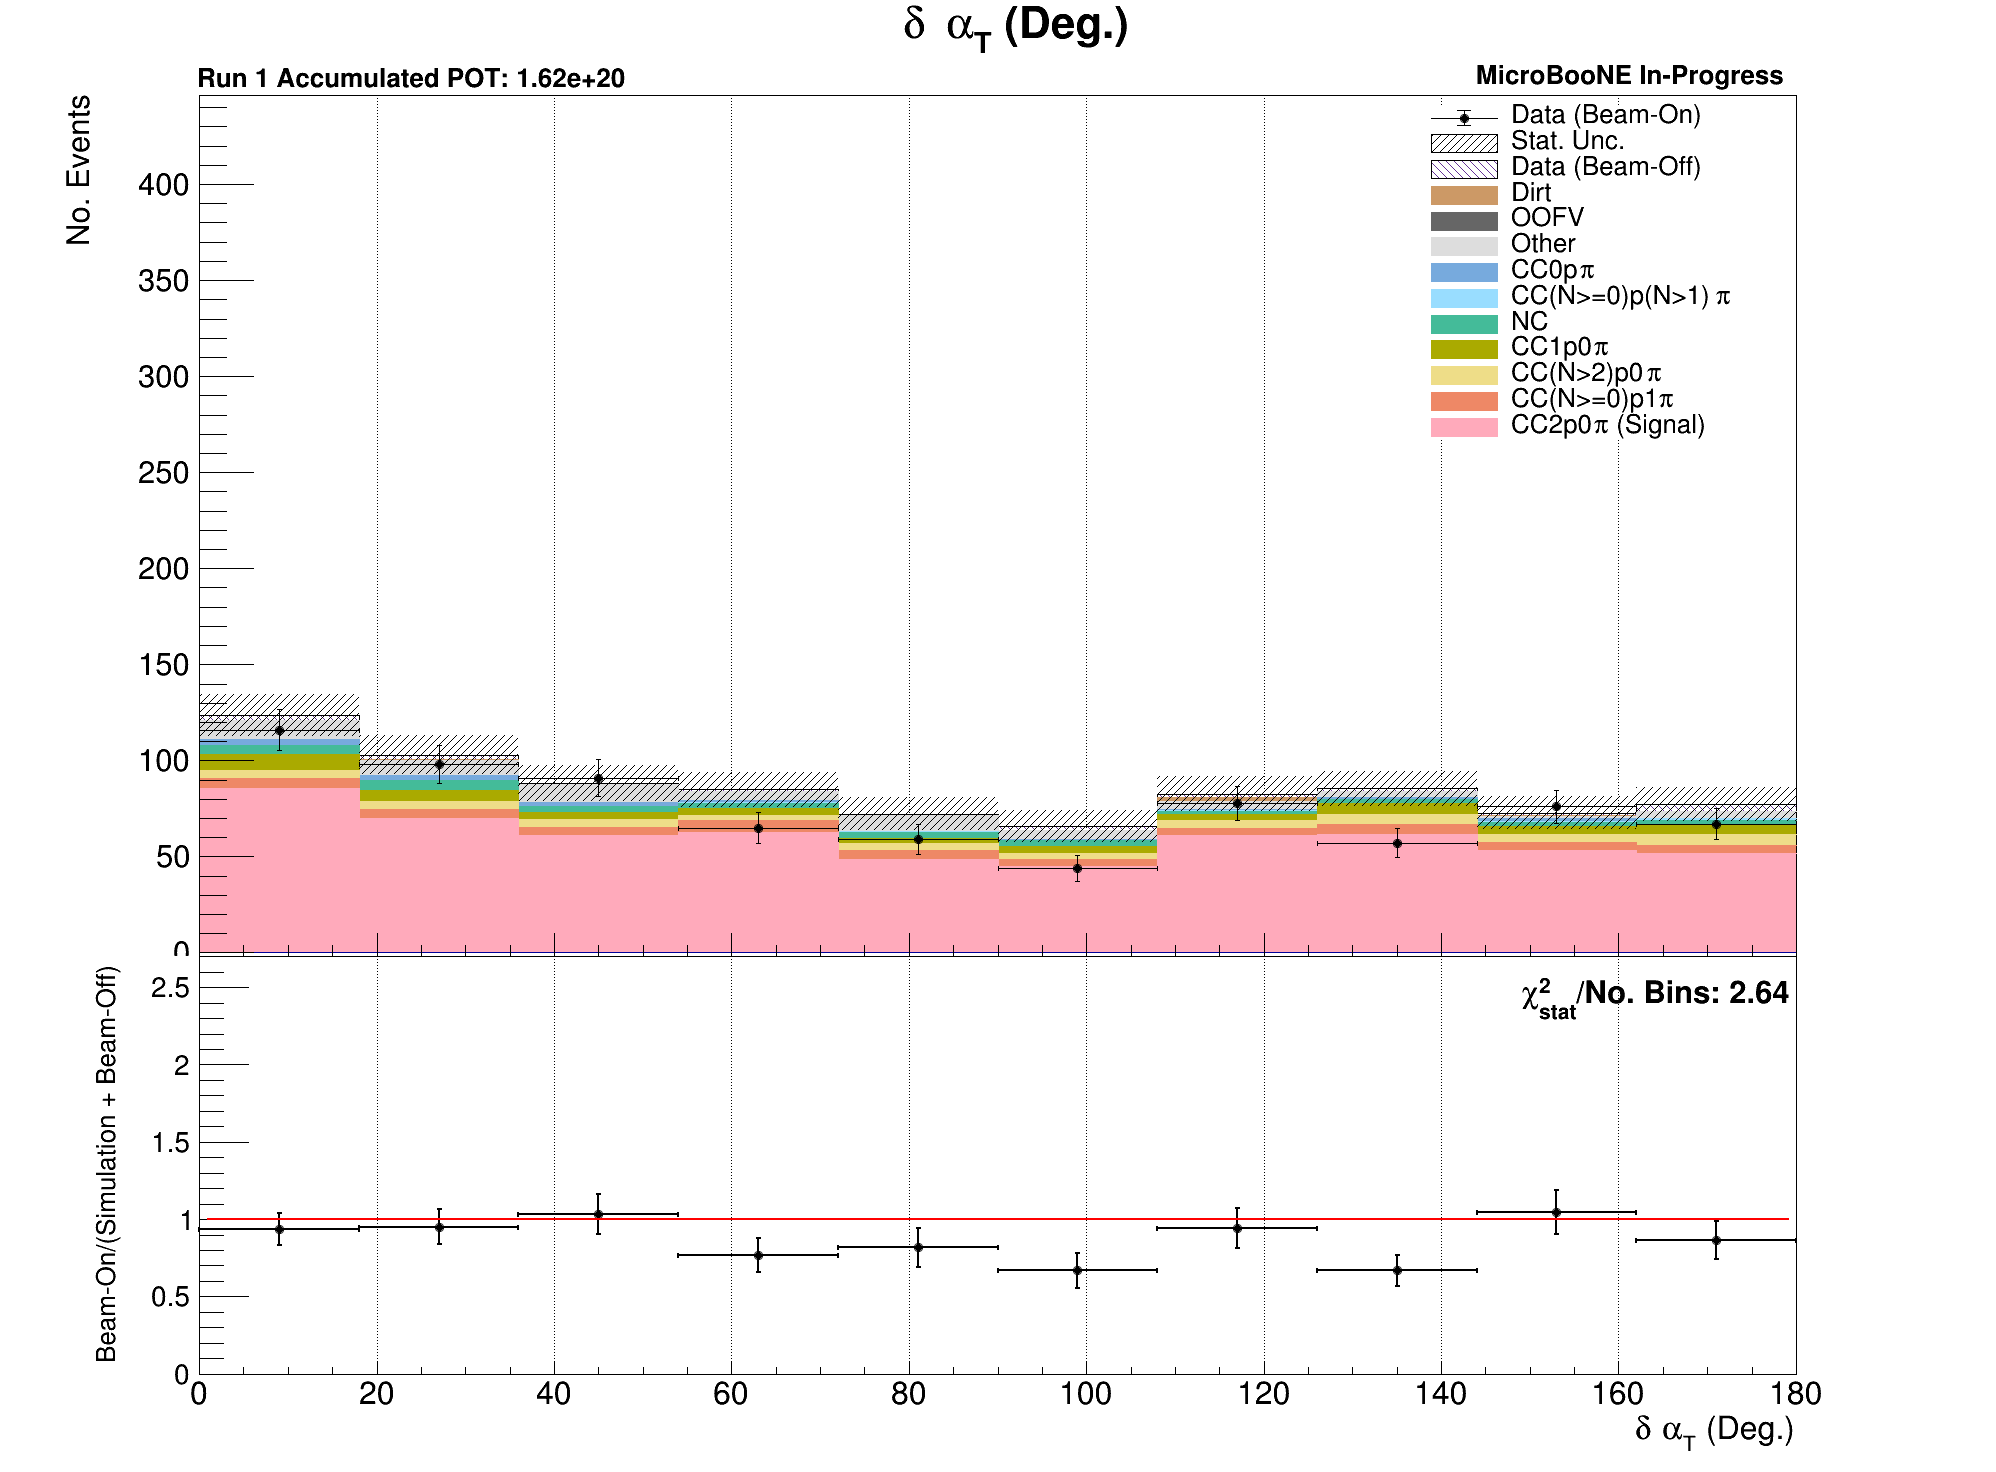 δ α_T (Deg.)
Run 1 Accumulated POT: 1.62e+20
MicroBooNE In-Progress
No. Events
400
350
300
250
200
150
100
50
0
Data (Beam-On)
Stat. Unc.
Data (Beam-Off)
Dirt
OOFV
Other
CC0pπ
CC(N>=0)p(N>1) π
NC
CC1p0π
CC(N>2)p0π
CC(N>=0)p1π
CC2p0π (Signal)
Beam-On/(Simulation + Beam-Off)
2.5
2
1.5
1
0.5
0
χ²_stat/No. Bins: 2.64
0 20 40 60 80 100 120 140 160 180
δ α_T (Deg.)